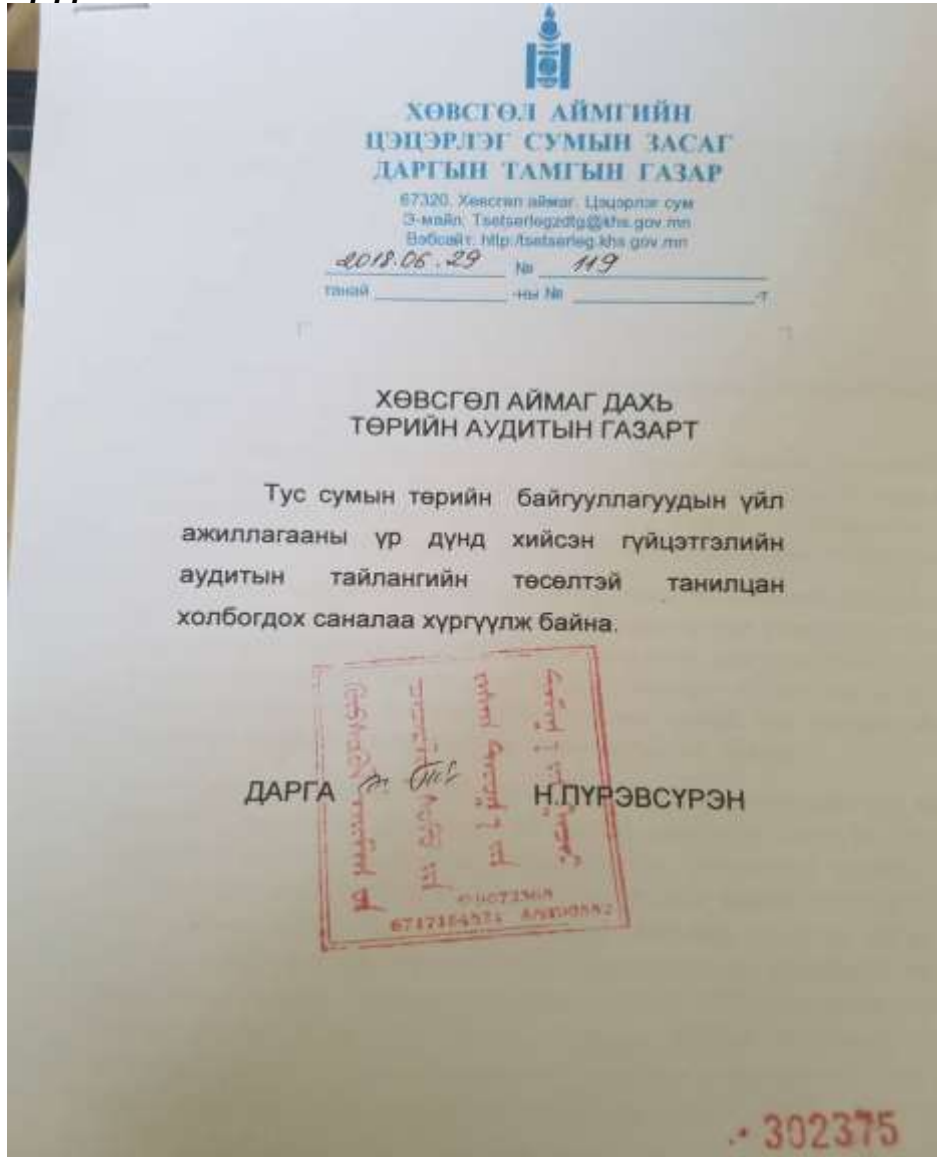 ХӨВСГӨЛ АЙМГИЙН
ЦЭЦЭРЛЭГ СУМЫН ЗАСАГ
ДАРГЫН ТАМГЫН ГАЗАР
67320, Хөвсгөл аймаг, Цэцэрлэг сум
Э-майл: Tsetserlegzdtg@khs.gov.mn
Вэбсайт: http:/tsetserleg.khs.gov.mn
2018.06.29 № 119
танай -ны № -т
ХӨВСГӨЛ АЙМАГ ДАХЬ
ТӨРИЙН АУДИТЫН ГАЗАРТ
Тус сумын төрийн байгууллагуудын үйл
ажиллагааны үр дүнд хийсэн гүйцэтгэлийн
аудитын тайлангийн төсөлтэй танилцан
холбогдох саналаа хүргүүлж байна.
ДАРГА Н.ПҮРЭВСҮРЭН
302375